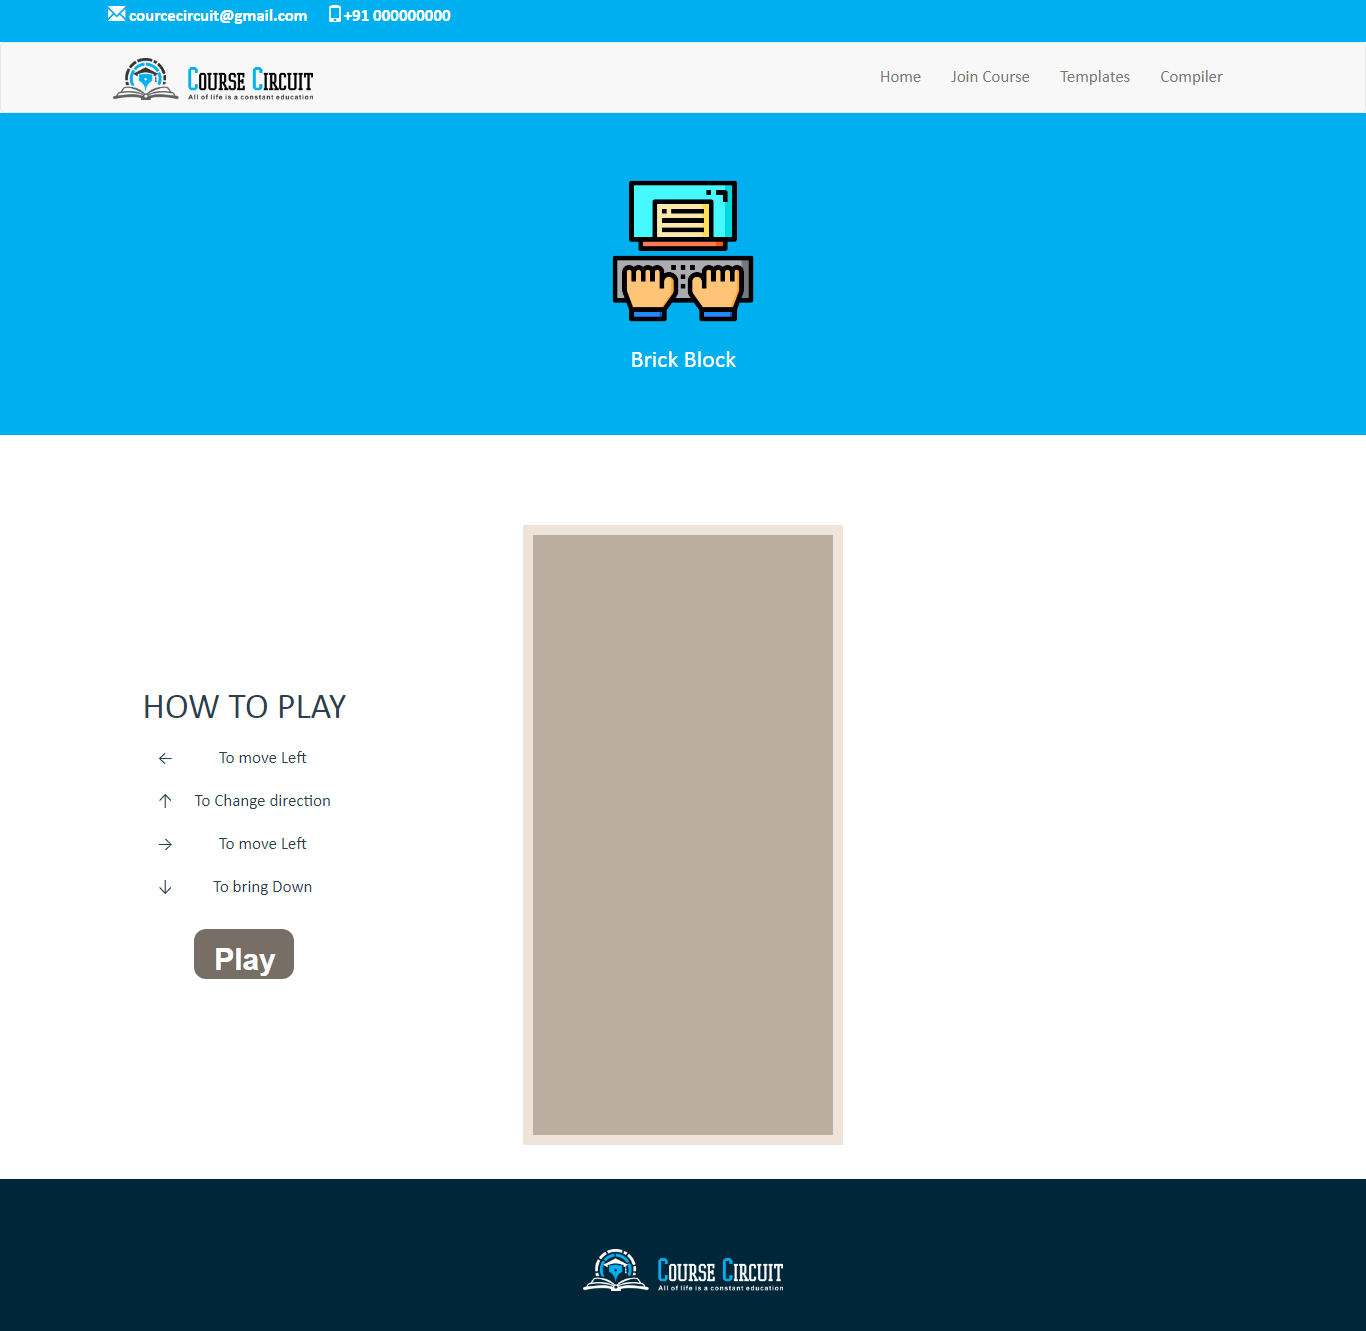 courcecircuit@gmail.com +91 000000000
COURSE CIRCUIT
All of life is a constant education
Home Join Course Templates Compiler
Brick Block
HOW TO PLAY
← To move Left
↑ To Change direction
→ To move Left
↓ To bring Down
Play
COURSE CIRCUIT
All of life is a constant education